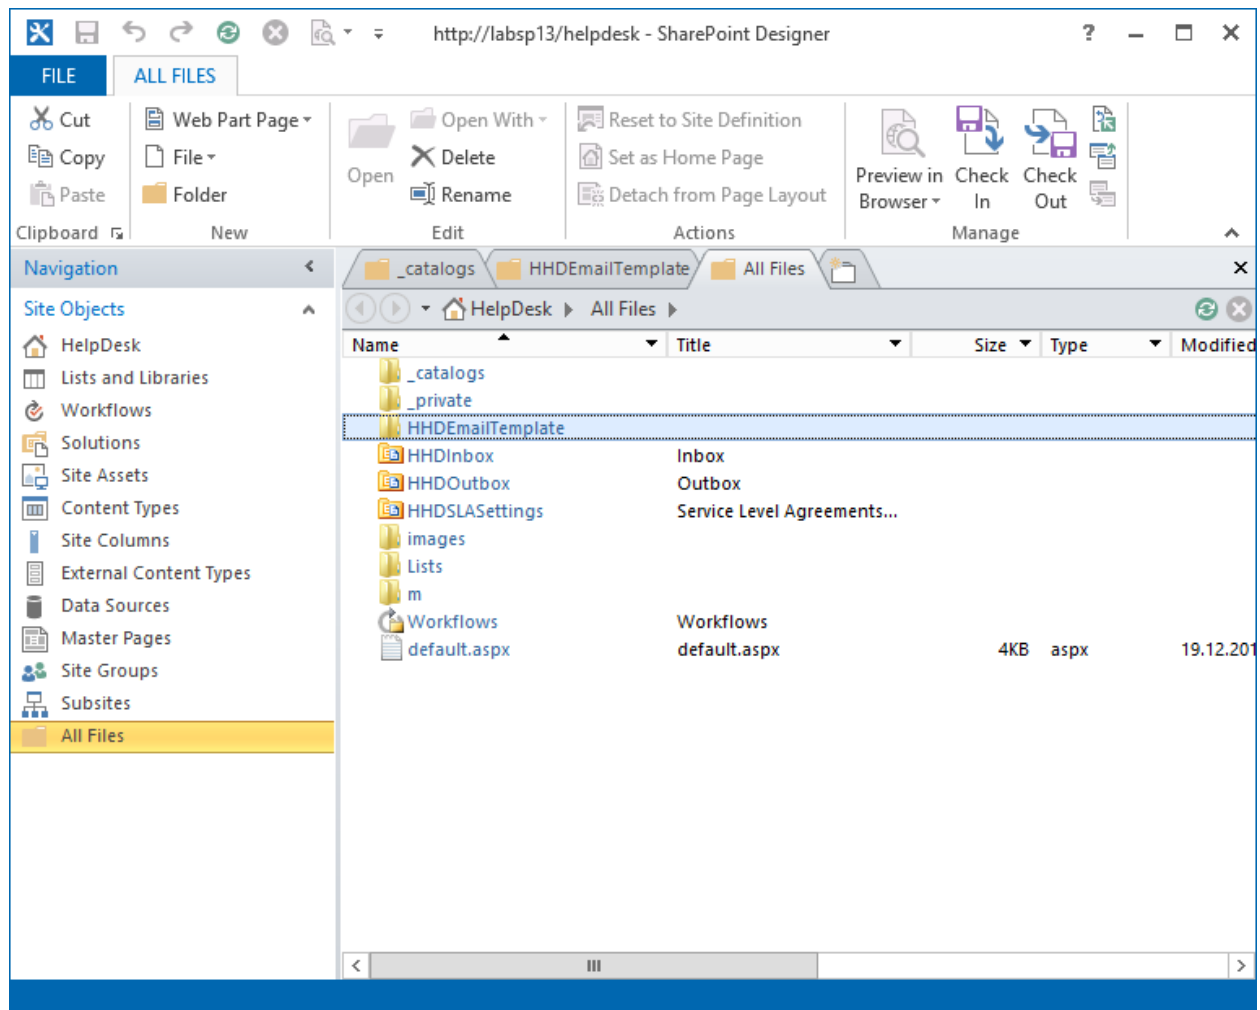 http://labsp13/helpdesk - SharePoint Designer ?
FILE ALL FILES
Cut Web Part Page Open With Reset to Site Definition
Copy File Delete Set as Home Page
Open Preview in Check Check
Paste Folder Rename Detach from Page Layout Browser In Out
Clipboard New Edit Actions Manage
Navigation _catalogs HHDEmailTemplate All Files
Site Objects HelpDesk All Files
HelpDesk Name Title Size Type Modified
Lists and Libraries _catalogs
Workflows _private
HHDEmailTemplate
Solutions HHDInbox Inbox
Site Assets HHDOutbox Outbox
Content Types HHDSLASettings Service Level Agreements...
Site Columns images
External Content Types Lists
Data Sources m
Master Pages Workflows Workflows
default.aspx default.aspx 4KB aspx 19.12.201
Site Groups
Subsites
All Files